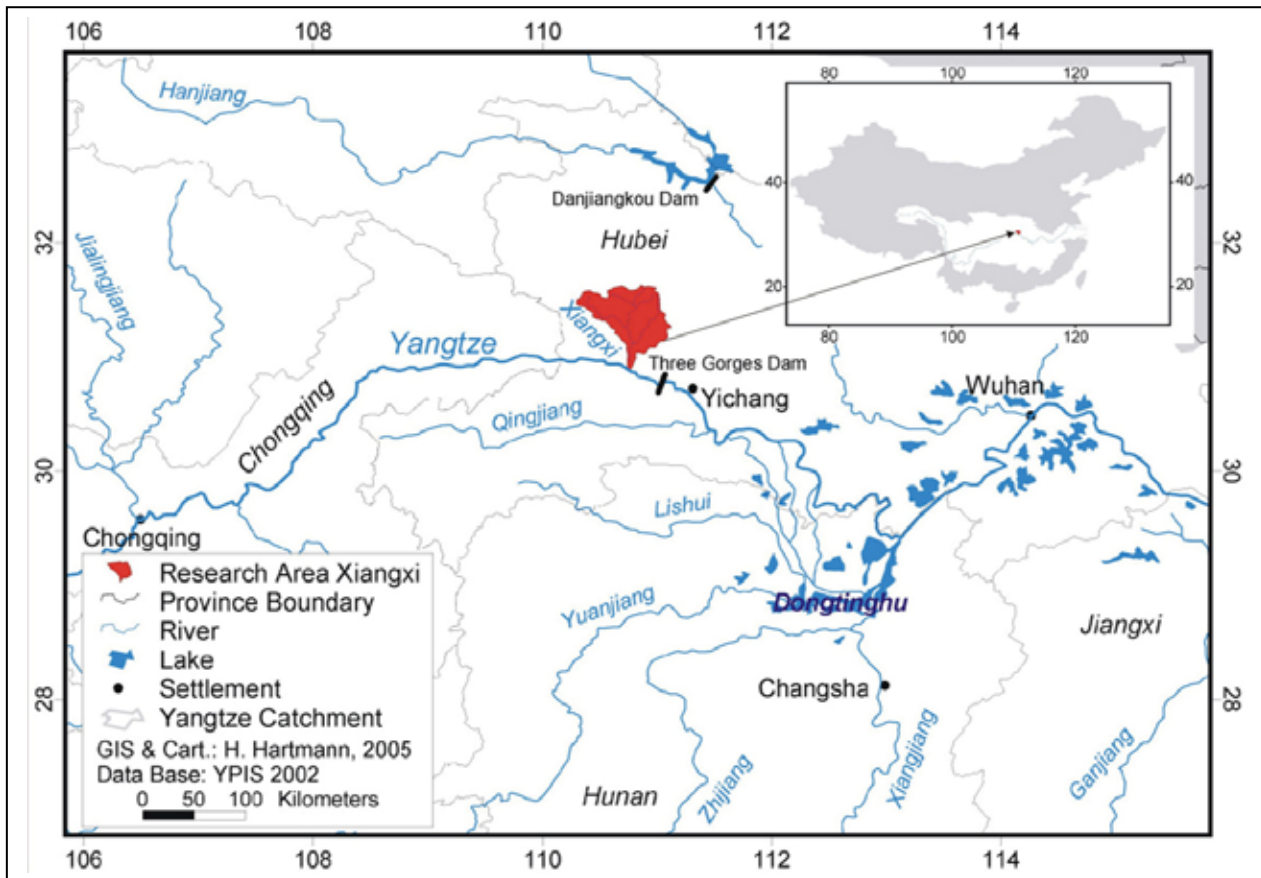 106
108
110
112
114
80
100
120
Hanjiang
40
40
Danjiangkou Dam
Hubei
32
32
Jialingjiang
20
20
Xiangxi
80
100
120
Yangtze
Three Gorges Dam
Wuhan
Yichang
Chongqing
Qingjiang
30
30
Lishui
Chongqing
Research Area Xiangxi
Province Boundary
River
Lake
Settlement
Yangtze Catchment
GIS & Cart.: H. Hartmann, 2005
Data Base: YPIS 2002
0 50 100 Kilometers
Yuanjiang
Dongtinghu
Jiangxi
Changsha
28
28
Hunan
Zhijiang
Xiangjiang
Ganjiang
106
108
110
112
114